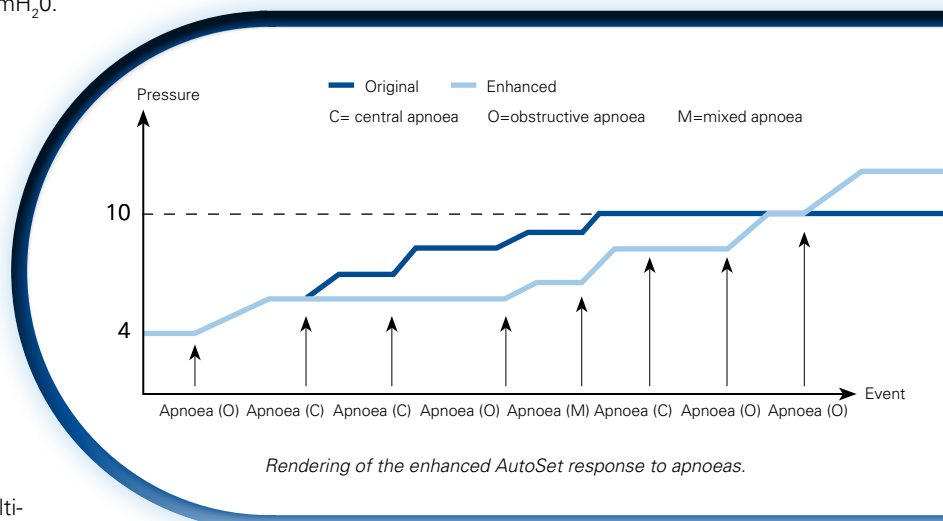 mH₂0.
Original Enhanced
Pressure
C= central apnoea O=obstructive apnoea M=mixed apnoea
10
4
Event
Apnoea (O) Apnoea (C) Apnoea (C) Apnoea (O) Apnoea (M) Apnoea (C) Apnoea (O) Apnoea (O)
Rendering of the enhanced AutoSet response to apnoeas.
lti-